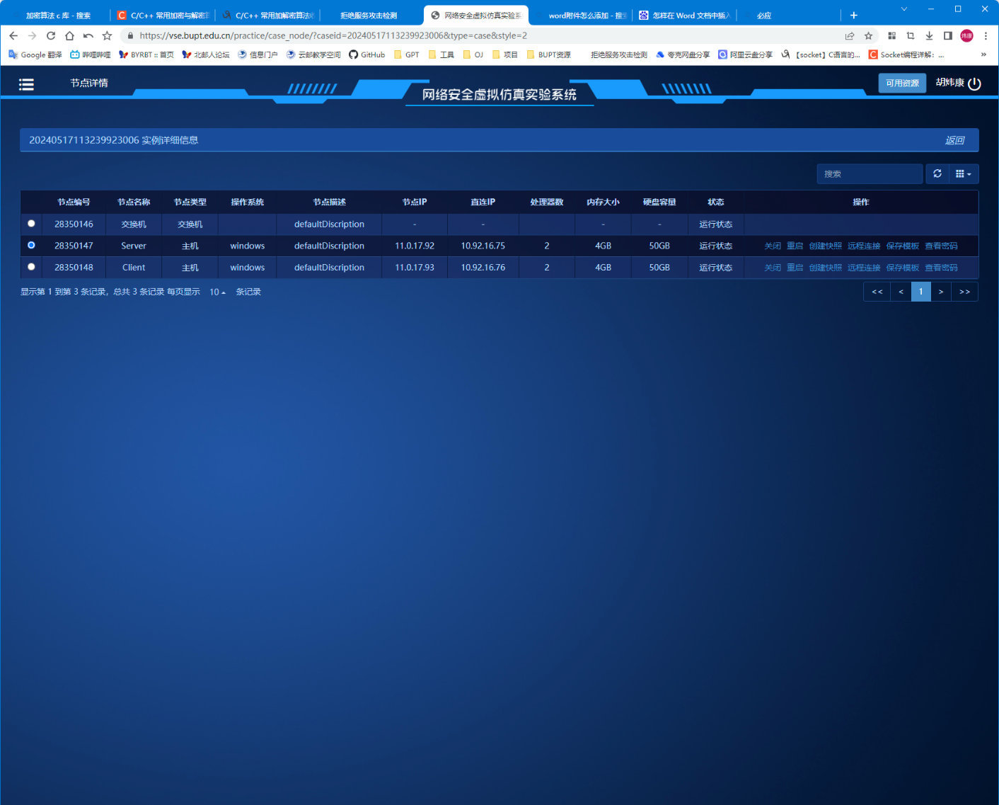 加密算法 c 库 - 搜索
C/C++ 常用加密与解密算
C/C++ 常用加解密算法
拒绝服务攻击检测
网络安全虚拟仿真实验系
word附件怎么添加 - 搜
怎样在 Word 文档中插
必应
https://vse.bupt.edu.cn/practice/case_node/?caseid=20240517113239923006&type=case&style=2
炜康
Google 翻译
哔哩哔哩
BYRBT :: 首页
北邮人论坛
信息门户
云邮教学空间
GitHub
GPT
工具
OJ
项目
BUPT资源
拒绝服务攻击检测
夸克网盘分享
阿里云盘分享
【socket】C语言的...
Socket编程详解: ...
»
节点详情
网络安全虚拟仿真实验系统
可用资源
胡炜康
20240517113239923006 实例详细信息
返回
搜索
节点编号 节点名称 节点类型 操作系统 节点描述 节点IP 直连IP 处理器数 内存大小 硬盘容量 状态 操作
28350146 交换机 交换机 defaultDiscription - - - - 运行状态
28350147 Server 主机 windows defaultDiscription 11.0.17.92 10.92.16.75 2 4GB 50GB 运行状态 关闭 重启 创建快照 远程连接 保存模板 查看密码
28350148 Client 主机 windows defaultDiscription 11.0.17.93 10.92.16.76 2 4GB 50GB 运行状态 关闭 重启 创建快照 远程连接 保存模板 查看密码
显示第 1 到第 3 条记录，总共 3 条记录 每页显示 10 条记录
<< < 1 > >>